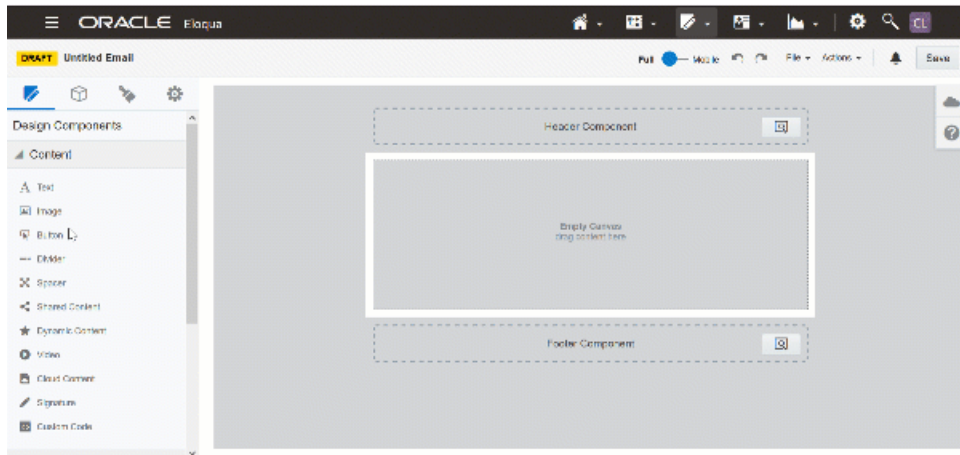 ORACLE Eloqua
CL
DRAFT Untitled Email
Full Mobile File Actions Save
Design Components
Content
Text
Image
Button
Divider
Spacer
Shared Content
Dynamic Content
Video
Cloud Content
Signature
Custom Code
Header Component
Empty Canvas
drag content here
Footer Component